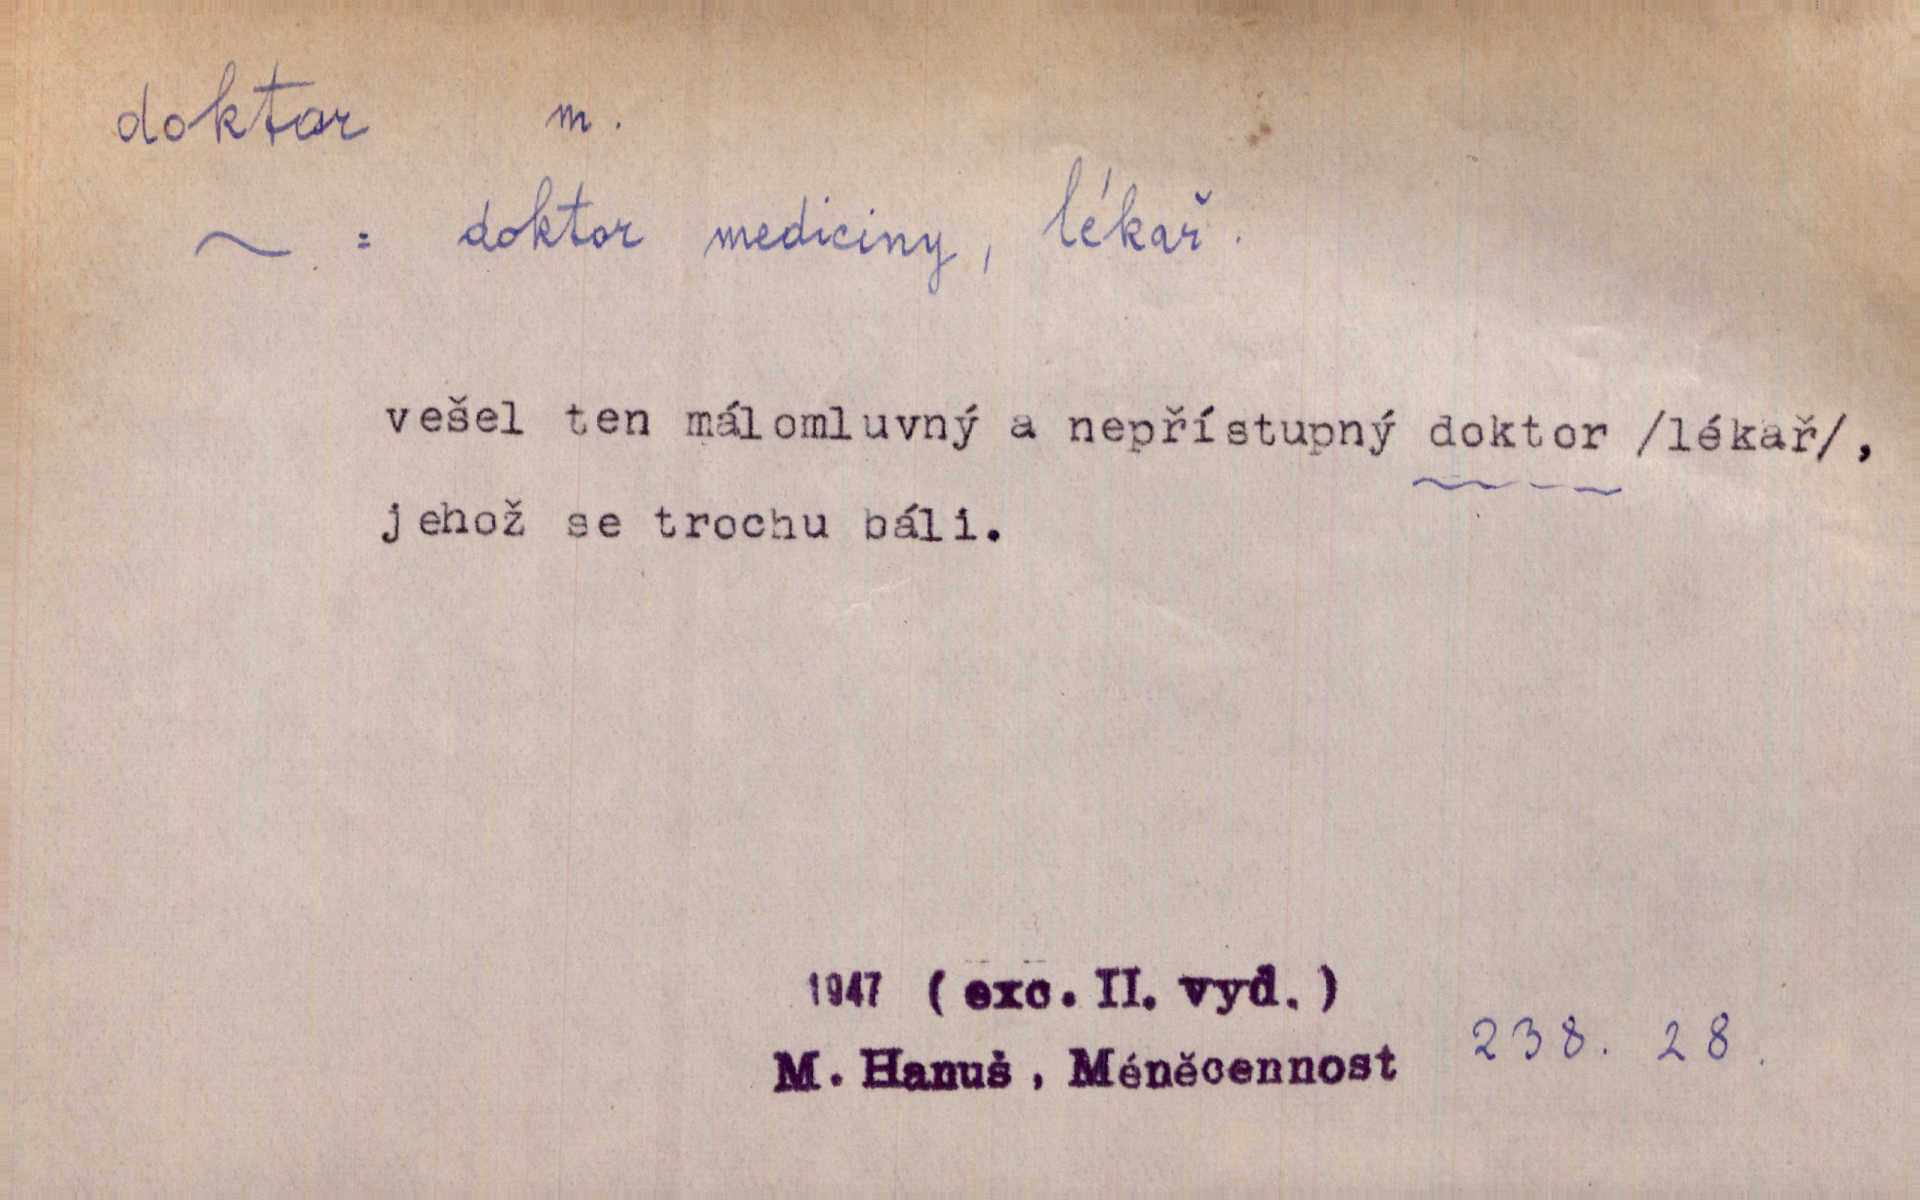 doktor m.
~ = doktor mediciny, lékař.
vešel ten málomluvný a nepřístupný doktor /lékař/,
jehož se trochu báli.
1947 (exc. II. vyd.)
M. Hanuš, Méněcennost 238. 28.